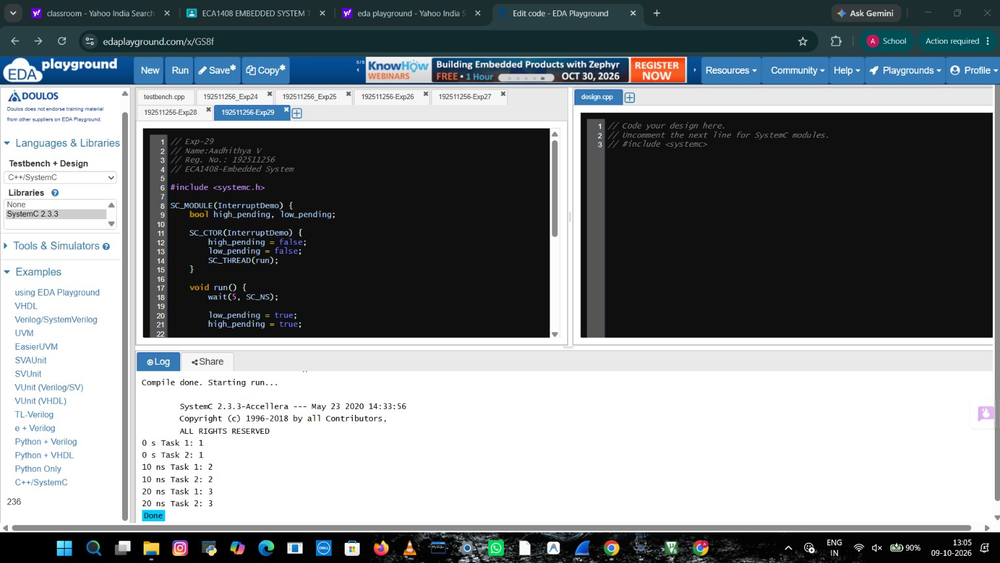 classroom - Yahoo India Search
ECA1408 EMBEDDED SYSTEM T
eda playground - Yahoo India S
Edit code - EDA Playground
Ask Gemini
edaplayground.com/x/GS8f
A School
Action required
EDA playground
New
Run
Save*
Copy*
KnowHow WEBINARS
Building Embedded Products with Zephyr
FREE • 1 Hour
OCT 30, 2026
REGISTER NOW
Resources
Community
Help
Playgrounds
Profile
DOULOS
Doulos does not endorse training material
from other suppliers on EDA Playground.
Languages & Libraries
Testbench + Design
C++/SystemC
Libraries
None
SystemC 2.3.3
Tools & Simulators
Examples
using EDA Playground
VHDL
Verilog/SystemVerilog
UVM
EasierUVM
SVAUnit
SVUnit
VUnit (Verilog/SV)
VUnit (VHDL)
TL-Verilog
e + Verilog
Python + Verilog
Python + VHDL
Python Only
C++/SystemC
236
testbench.cpp
192511256_Exp24
192511256_Exp25
192511256-Exp26
192511256-Exp27
192511256-Exp28
192511256-Exp29
1 // Exp-29
2 // Name:Aadhithya V
3 // Reg. No.: 192511256
4 // ECA1408-Embedded System
5
6 #include <systemc.h>
7
8 SC_MODULE(InterruptDemo) {
9 bool high_pending, low_pending;
10
11 SC_CTOR(InterruptDemo) {
12 high_pending = false;
13 low_pending = false;
14 SC_THREAD(run);
15 }
16
17 void run() {
18 wait(5, SC_NS);
19
20 low_pending = true;
21 high_pending = true;
22
design.cpp
1 // Code your design here.
2 // Uncomment the next line for SystemC modules.
3 // #include <systemc>
Log
Share
Compile done. Starting run...
SystemC 2.3.3-Accellera --- May 23 2020 14:33:56
Copyright (c) 1996-2018 by all Contributors,
ALL RIGHTS RESERVED
0 s Task 1: 1
0 s Task 2: 1
10 ns Task 1: 2
10 ns Task 2: 2
20 ns Task 1: 3
20 ns Task 2: 3
Done
ENG
IN
90%
13:05
09-10-2026